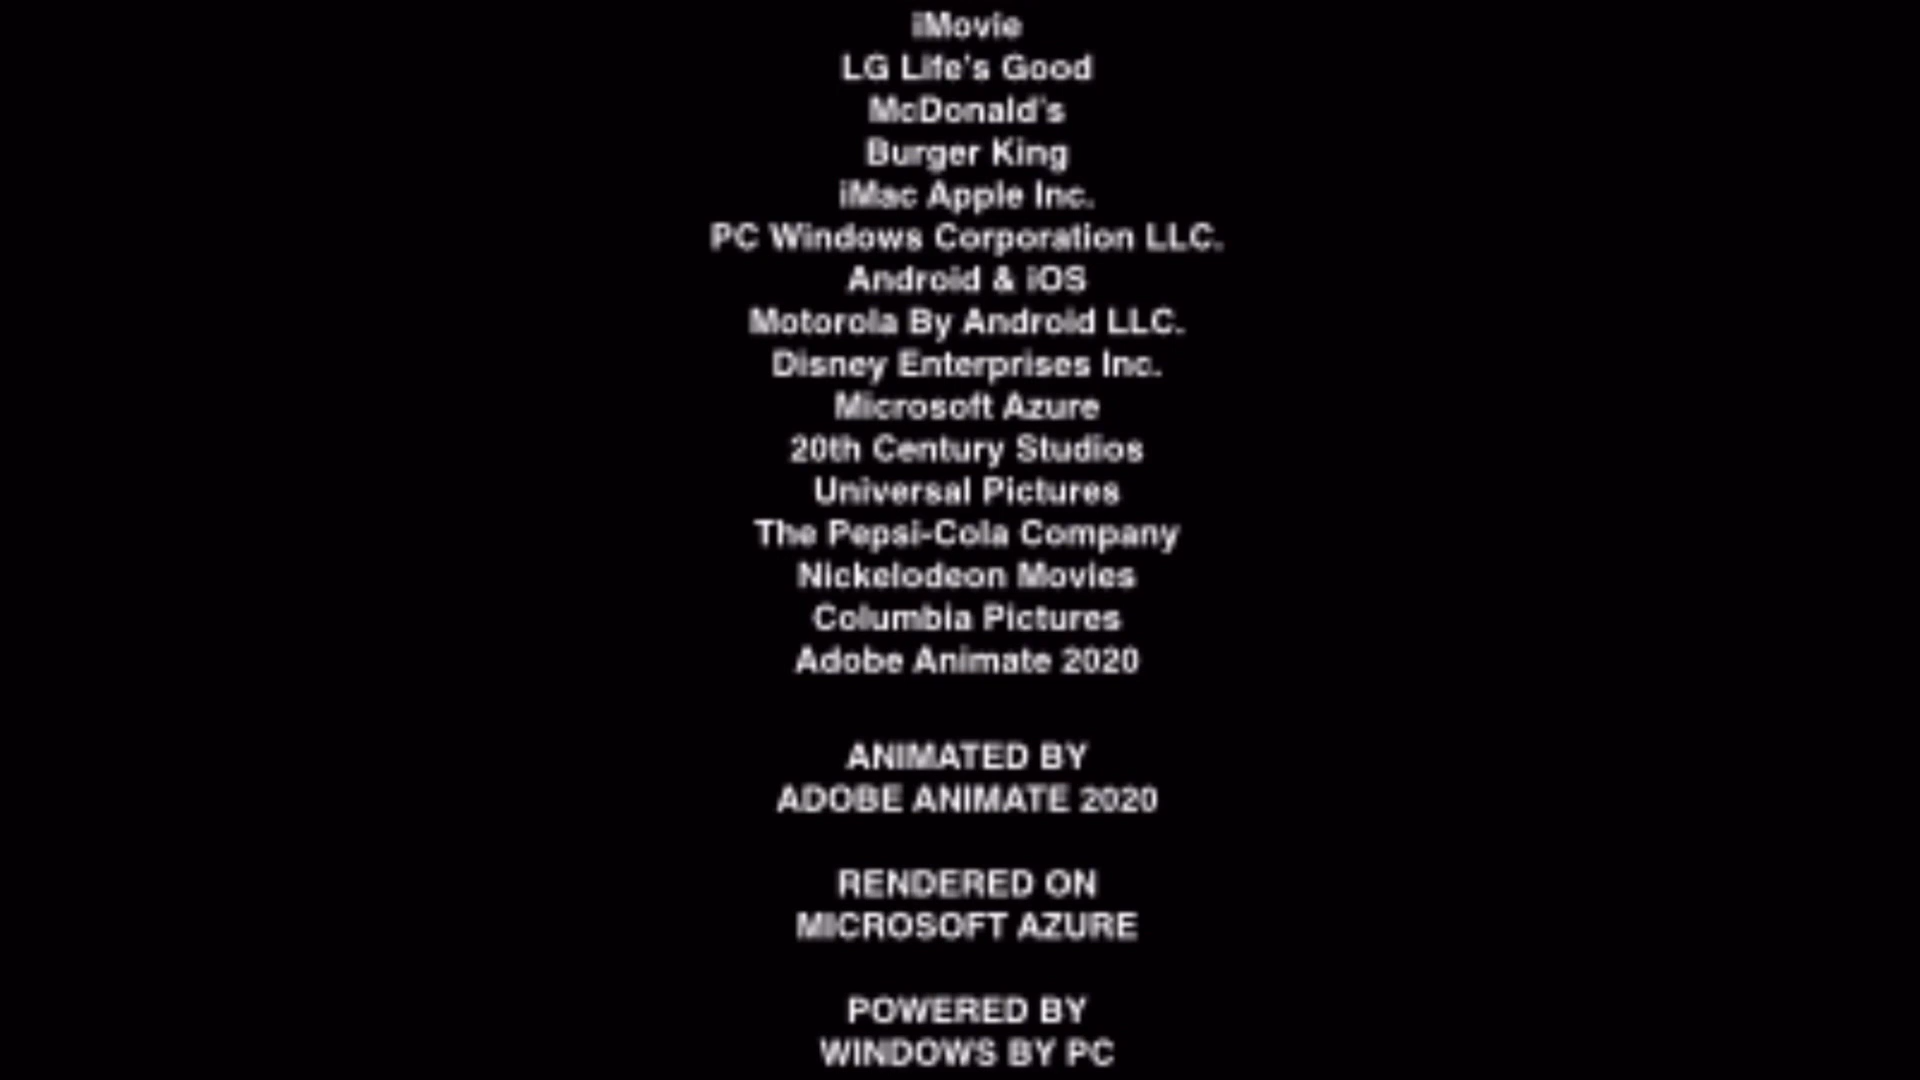 iMovie
LG Life's Good
McDonald's
Burger King
iMac Apple Inc.
PC Windows Corporation LLC.
Android & iOS
Motorola By Android LLC.
Disney Enterprises Inc.
Microsoft Azure
20th Century Studios
Universal Pictures
The Pepsi-Cola Company
Nickelodeon Movies
Columbia Pictures
Adobe Animate 2020
ANIMATED BY
ADOBE ANIMATE 2020
RENDERED ON
MICROSOFT AZURE
POWERED BY
WINDOWS BY PC